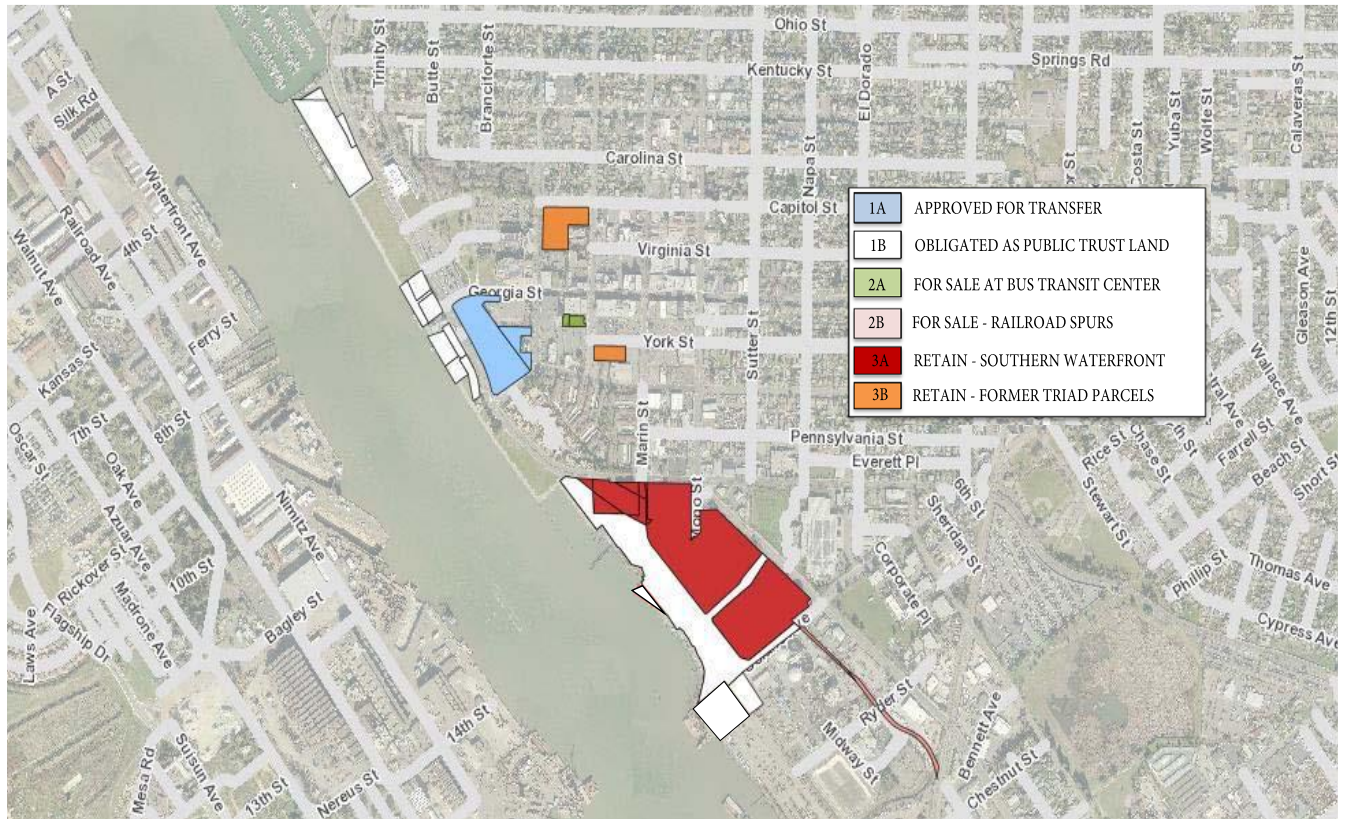 Ohio St
Springs Rd
Kentucky St
Trinity St
Butte St
Branciforte St
El Dorado
Calaveras St
Yuba St
Wolfe St
Costa St
or St
Napa St
A St
Silk Rd
Carolina St
Waterfront Ave
Capitol St
Virginia St
Railroad Ave
4th St
Walnut Ave
Georgia St
York St
Sutter St
Gleason Ave
12th St
Ferry St
Kansas St
Wallace Ave
tral Ave
1A APPROVED FOR TRANSFER
1B OBLIGATED AS PUBLIC TRUST LAND
2A FOR SALE AT BUS TRANSIT CENTER
2B FOR SALE - RAILROAD SPURS
3A RETAIN - SOUTHERN WATERFRONT
3B RETAIN - FORMER TRIAD PARCELS
7th St
8th St
Oscar St
Oak Ave
Marin St
Pennsylvania St
Everett Pl
Rice St
Chase St
th St
Farrell St
Beach St
Short St
Stewart St
6th St
Sheridan St
Nimitz Ave
Azuar Ave
10th St
Rickover St
Madrone Ave
Flagship Dr
Laws Ave
Bagley St
Corporate Pl
Phillip St
Thomas Ave
Cypress Ave
Ryder St
Midway St
Bennett Ave
Chestnut St
14th St
Mesa Rd
Suisun Ave
13th St
Nereus St